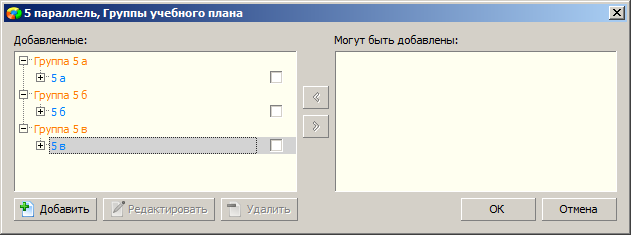 5 параллель, Группы учебного плана
Добавленные:
Могут быть добавлены:
Группа 5 а
5 а
Группа 5 б
5 б
Группа 5 в
5 в
Добавить
Редактировать
Удалить
OK
Отмена